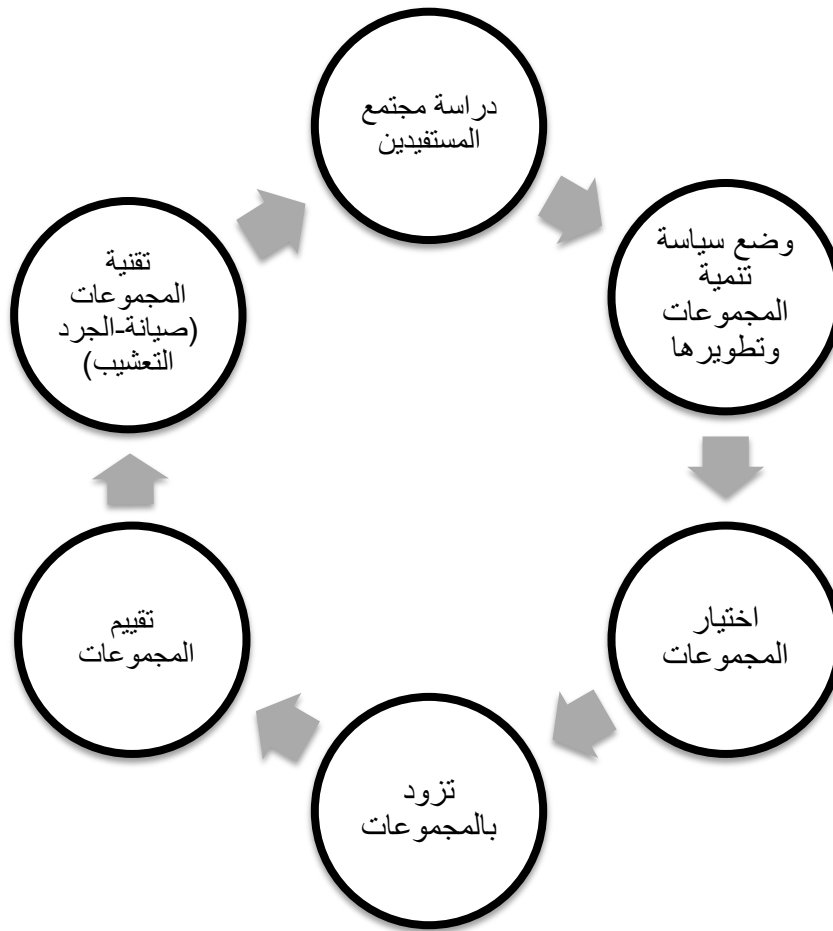 دراسة مجتمع
المستفيدين
وضع سياسة
تنمية
المجموعات
وتطويرها
اختيار
المجموعات
تزود
بالمجموعات
تقييم
المجموعات
تقنية
المجموعات
(صيانة-الجرد
التعشيب)